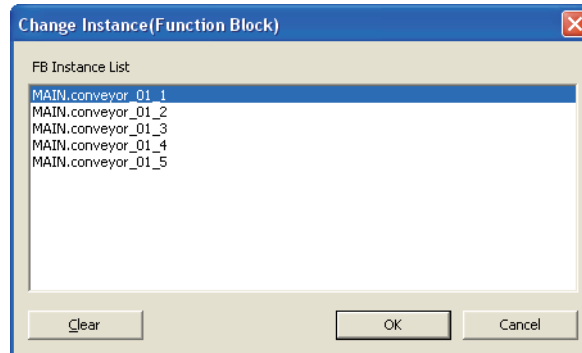 Change Instance(Function Block)
FB Instance List
MAIN.conveyor_01_1
MAIN.conveyor_01_2
MAIN.conveyor_01_3
MAIN.conveyor_01_4
MAIN.conveyor_01_5
Clear OK Cancel